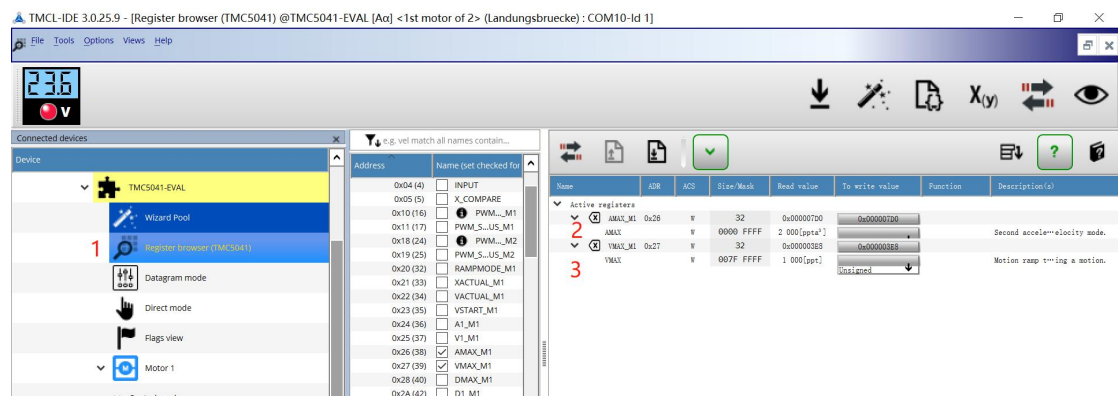 TMCL-IDE 3.0.25.9 - [Register browser (TMC5041) @TMC5041-EVAL [Aα] <1st motor of 2> (Landungsbruecke) : COM10-Id 1]
File Tools Options Views Help
23.6
V
X(y)
Connected devices
Device
TMC5041-EVAL
Wizard Pool
1
Register browser (TMC5041)
Datagram mode
Direct mode
Flags view
Motor 1
e.g. vel match all names contain...
Address Name (set checked for
0x04 (4) INPUT
0x05 (5) X_COMPARE
0x10 (16) PWM..._M1
0x11 (17) PWM_S...US_M1
0x18 (24) PWM..._M2
0x19 (25) PWM_S...US_M2
0x20 (32) RAMPMODE_M1
0x21 (33) XACTUAL_M1
0x22 (34) VACTUAL_M1
0x23 (35) VSTART_M1
0x24 (36) A1_M1
0x25 (37) V1_M1
0x26 (38) AMAX_M1
0x27 (39) VMAX_M1
0x28 (40) DMAX_M1
0x2A (42) D1_M1
Name ADR ACS Size/Mask Read value To write value Function Description(s)
Active registers
AMAX_M1 0x26 W 32 0x000007D0 0x000007D0
2
AMAX W 0000 FFFF 2 000[ppta²] Second accele…elocity mode.
VMAX_M1 0x27 W 32 0x000003E8 0x000003E8
VMAX W 007F FFFF 1 000[ppt] Motion ramp t…ing a motion.
3
Unsigned